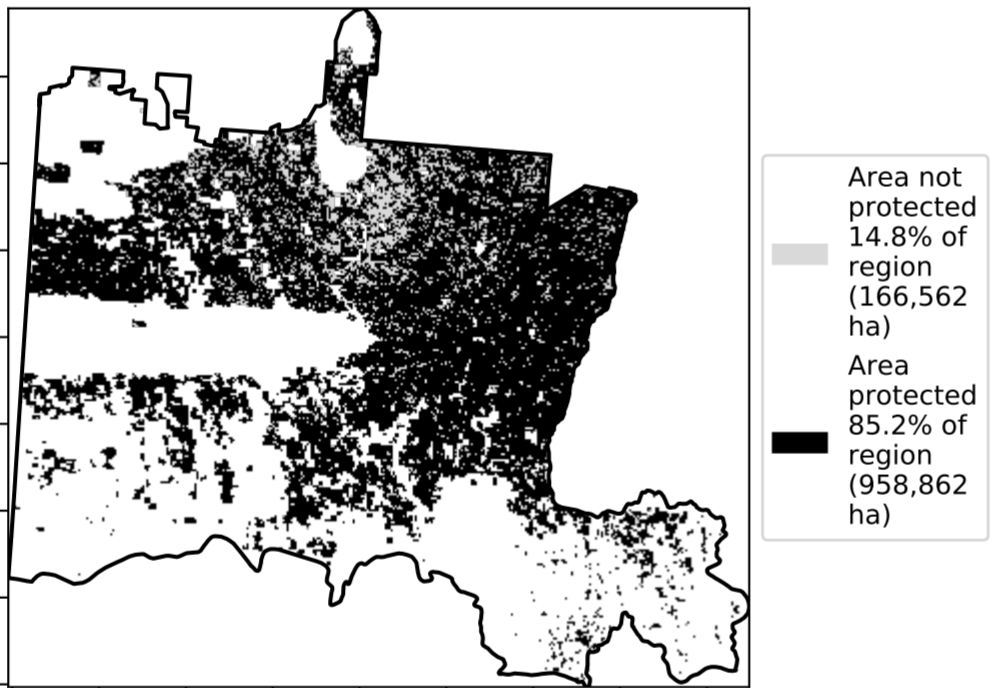 Area not
protected
14.8% of
region
(166,562
ha)
Area
protected
85.2% of
region
(958,862
ha)